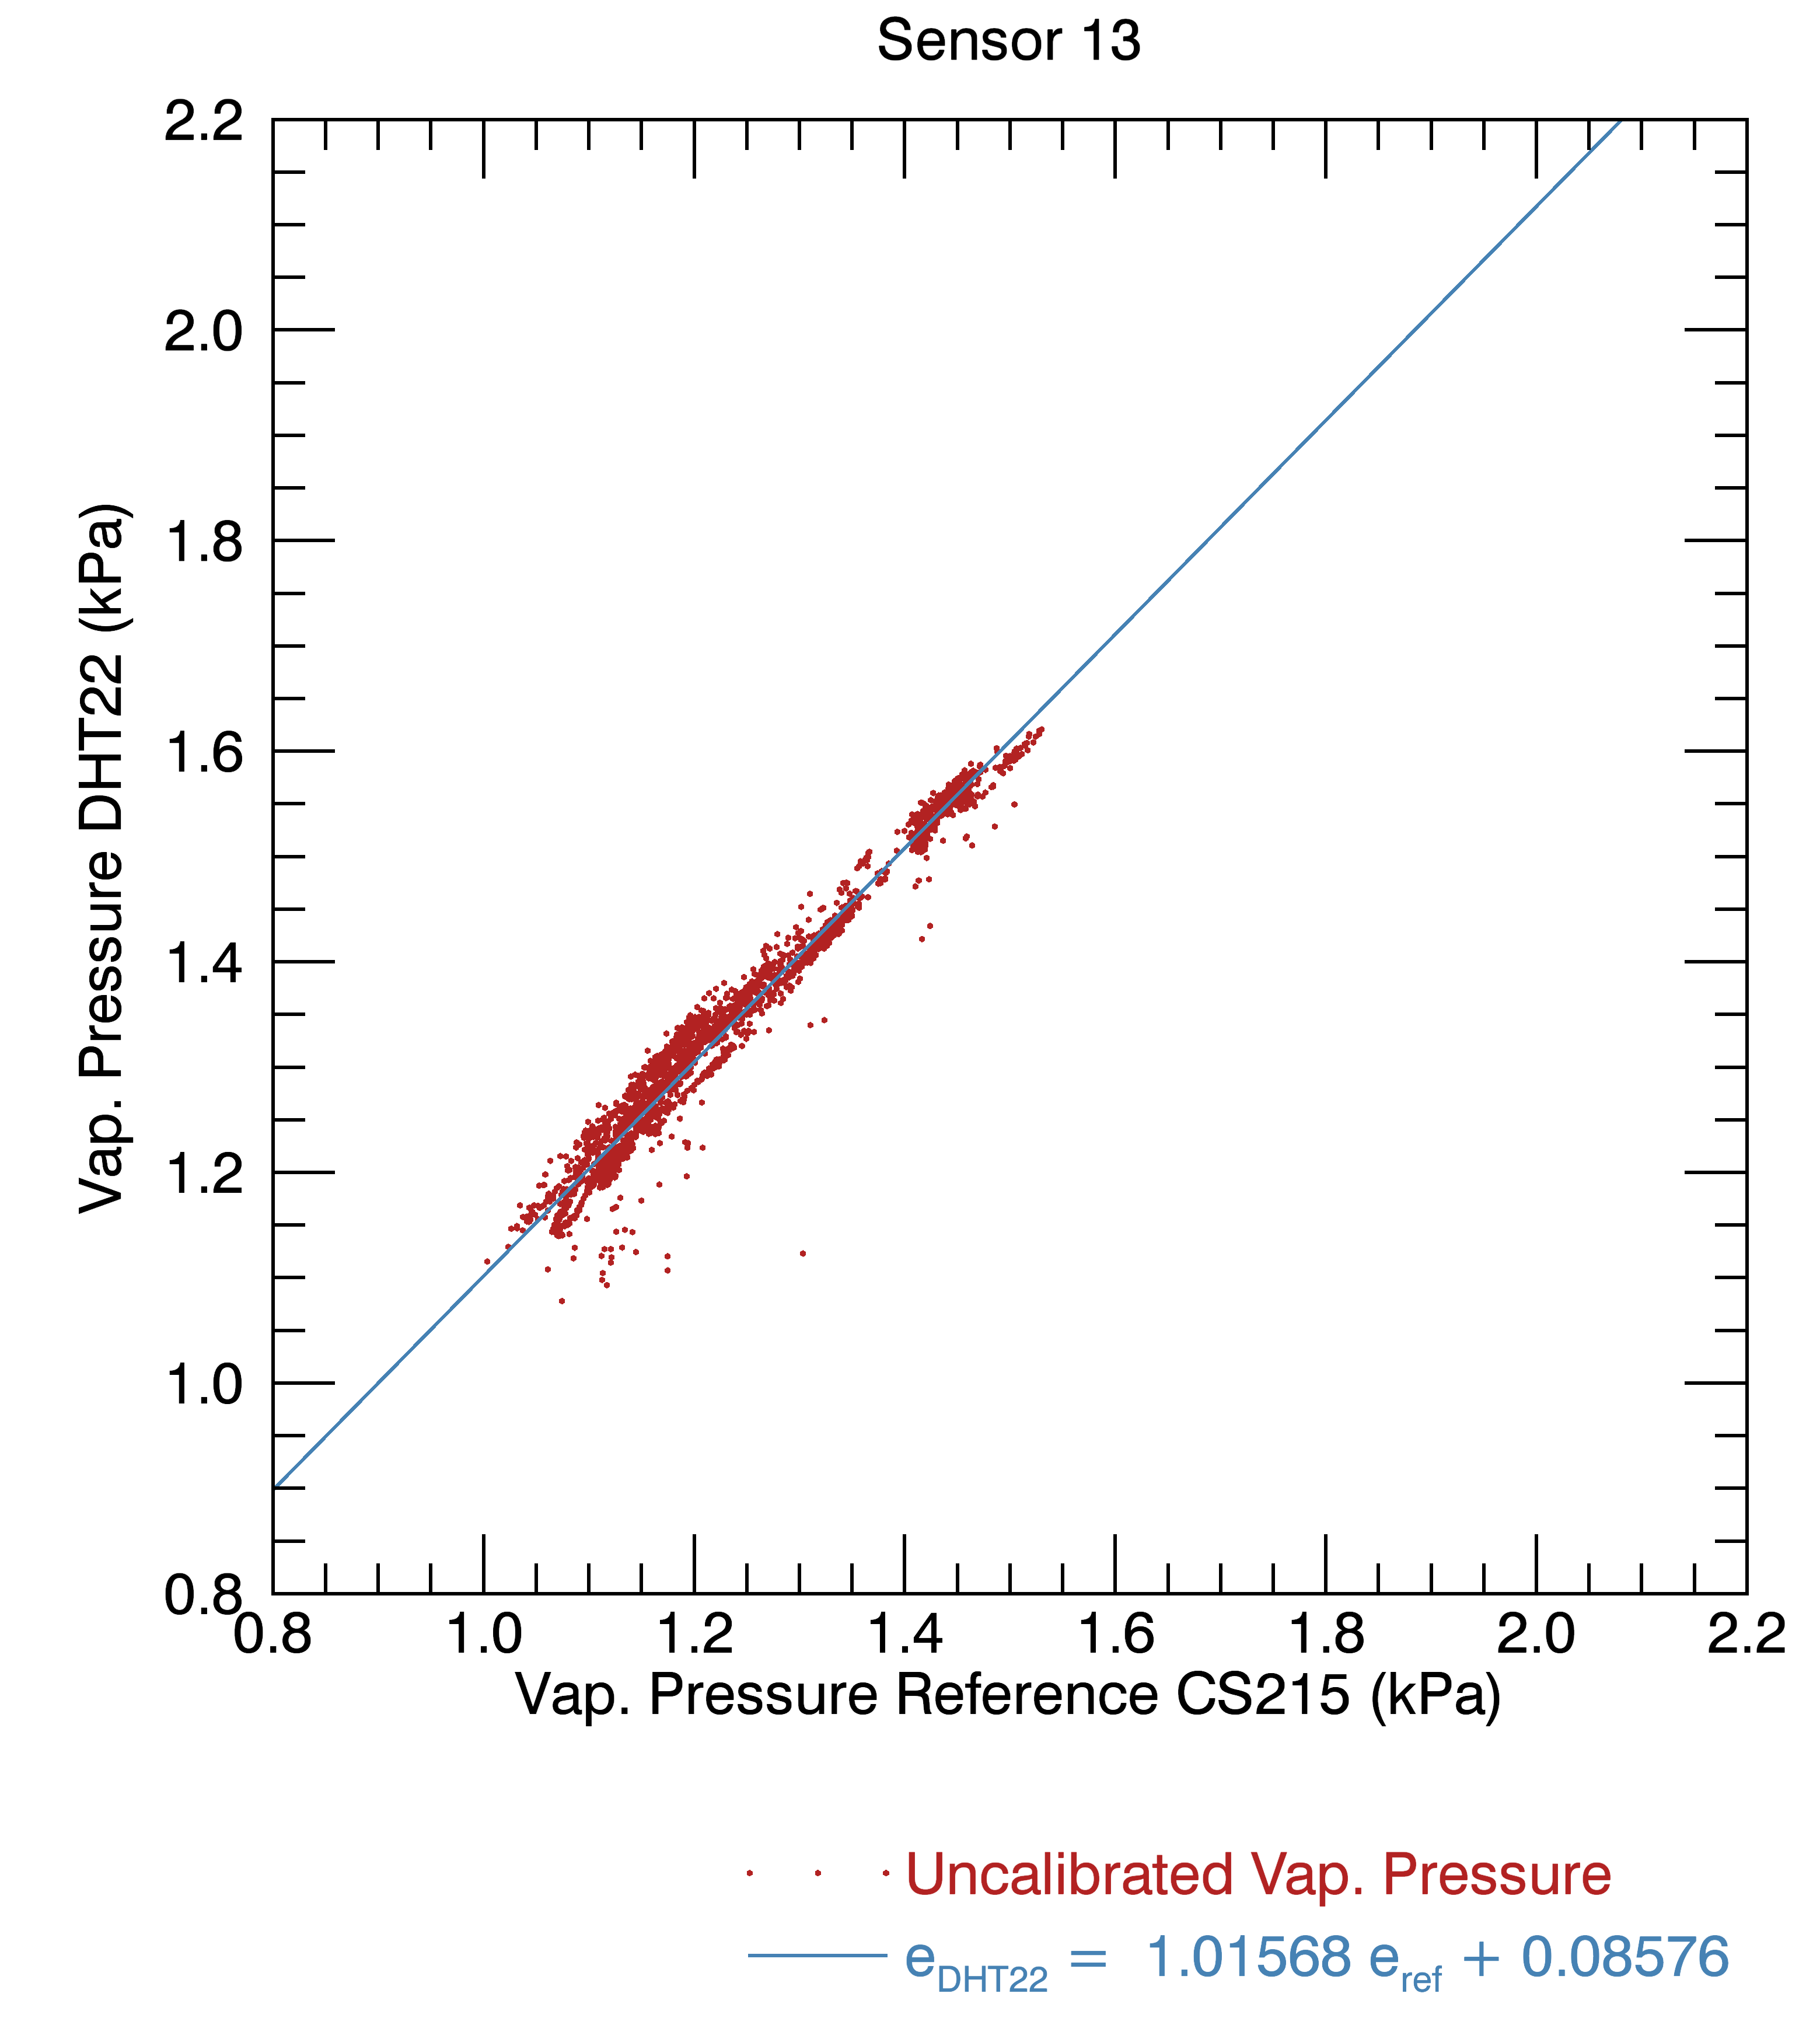 Sensor 13
2.2
2.0
1.8
1.6
1.4
1.2
1.0
0.8
Vap. Pressure DHT22 (kPa)
0.8 1.0 1.2 1.4 1.6 1.8 2.0 2.2
Vap. Pressure Reference CS215 (kPa)
Uncalibrated Vap. Pressure
e_DHT22 = 1.01568 e_ref + 0.08576